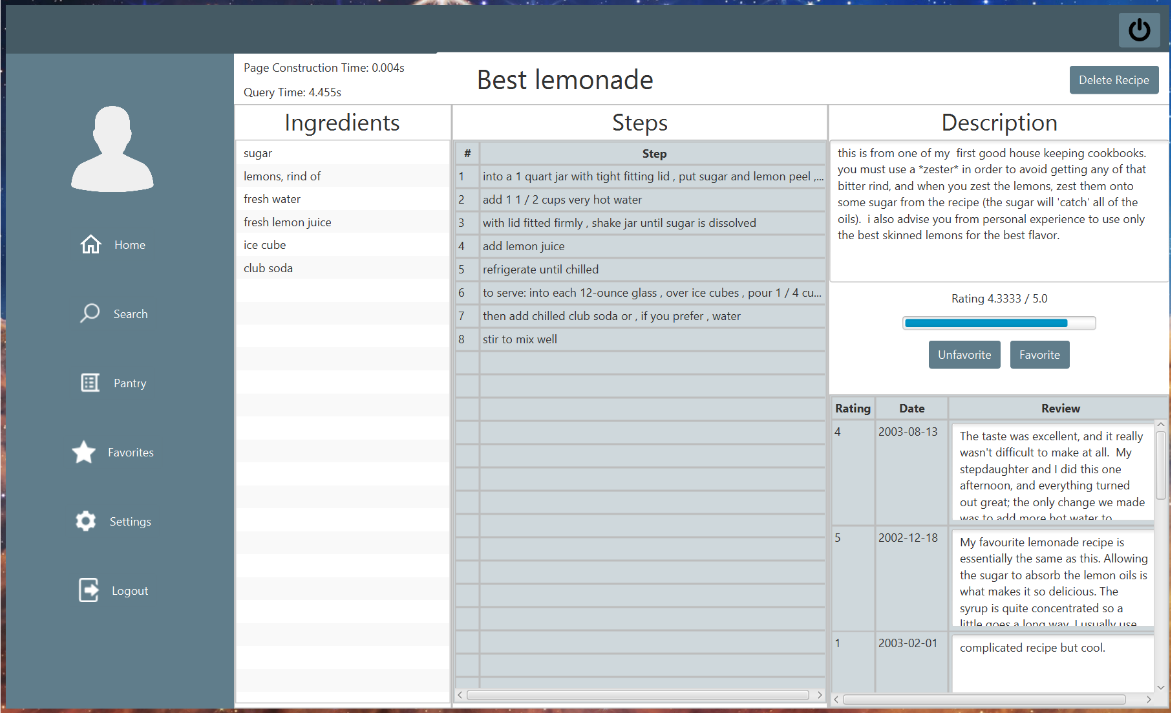 Page Construction Time: 0.004s
Query Time: 4.455s
Best lemonade
Delete Recipe
Home
Search
Pantry
Favorites
Settings
Logout
Ingredients
sugar
lemons, rind of
fresh water
fresh lemon juice
ice cube
club soda
Steps
# Step
1 into a 1 quart jar with tight fitting lid , put sugar and lemon peel ,...
2 add 1 1 / 2 cups very hot water
3 with lid fitted firmly , shake jar until sugar is dissolved
4 add lemon juice
5 refrigerate until chilled
6 to serve: into each 12-ounce glass , over ice cubes , pour 1 / 4 cu...
7 then add chilled club soda or , if you prefer , water
8 stir to mix well
Description
this is from one of my  first good house keeping cookbooks.
you must use a *zester* in order to avoid getting any of that
bitter rind, and when you zest the lemons, zest them onto
some sugar from the recipe (the sugar will 'catch' all of the
oils).  i also advise you from personal experience to use only
the best skinned lemons for the best flavor.
Rating 4.3333 / 5.0
Unfavorite Favorite
Rating Date Review
4 2003-08-13 The taste was excellent, and it really
wasn't difficult to make at all.  My
stepdaughter and I did this one
afternoon, and everything turned
out great; the only change we made
was to add more hot water to
5 2002-12-18 My favourite lemonade recipe is
essentially the same as this. Allowing
the sugar to absorb the lemon oils is
what makes it so delicious. The
syrup is quite concentrated so a
little goes a long way. I usually use
1 2003-02-01 complicated recipe but cool.